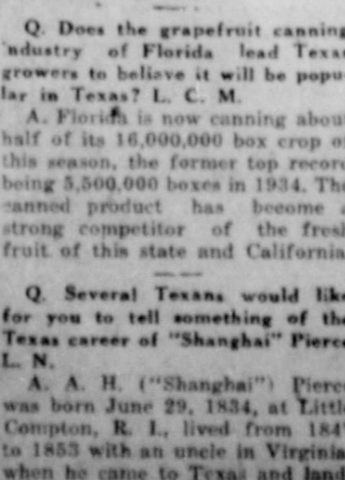 Q. Does the grapefruit canning
industry of Florida lead Texas
growers to believe it will be popu-
lar in Texas? L. C. M.
A. Florida is now canning about
half of its 16,000,000 box crop of
this season, the former top record
being 5,500,000 boxes in 1934. The
canned product has become a
strong competitor of the fresh
fruit of this state and California.
Q. Several Texans would like
for you to tell something of the
Texas career of "Shanghai" Pierce.
L. N.
A. A. H. ("Shanghai") Pierce
was born June 29, 1834, at Little
Compton, R. I., lived from 184
to 1853 with an uncle in Virginia,
when he came to Texas and land-